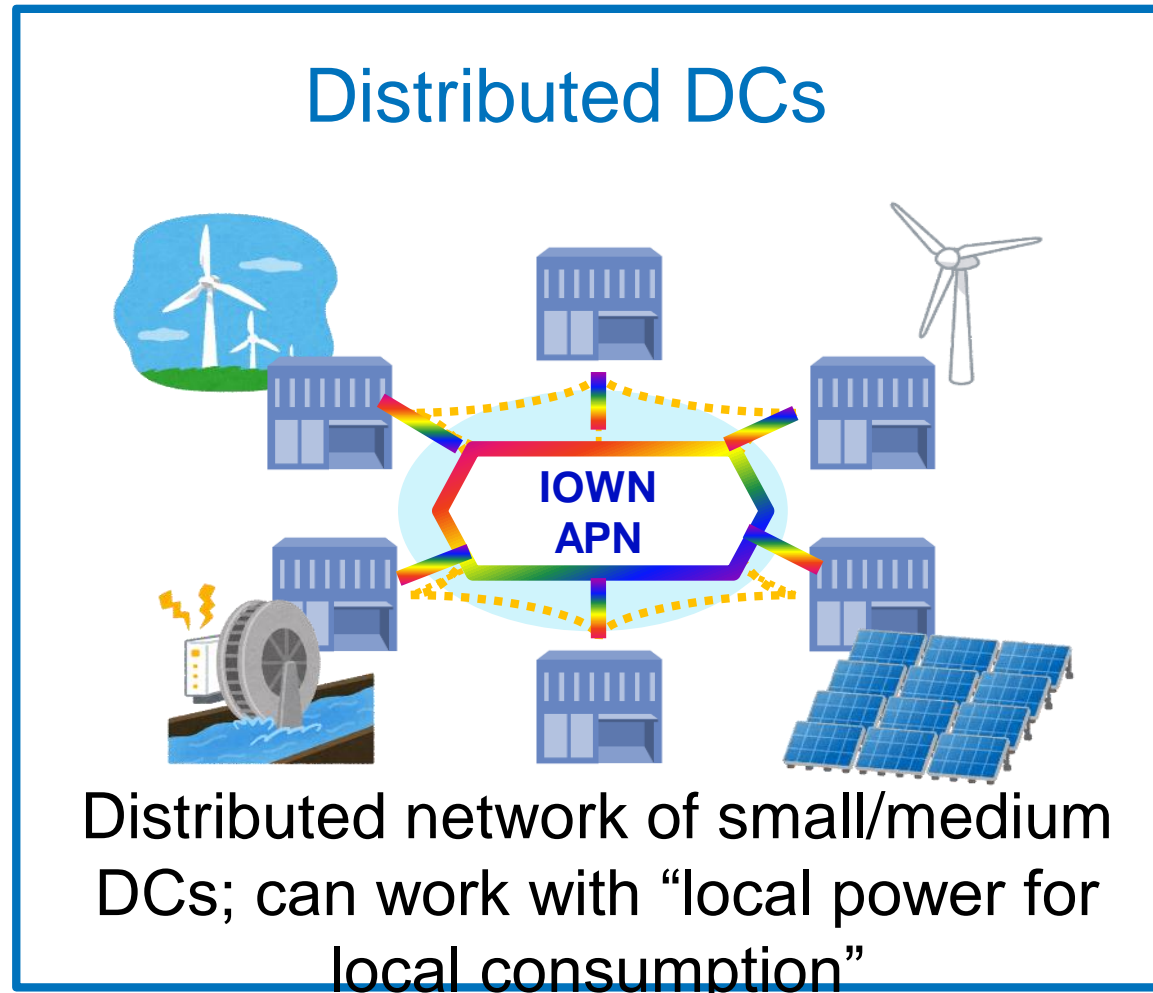 Distributed DCs
IOWN
APN
Distributed network of small/medium
DCs; can work with “local power for
local consumption”